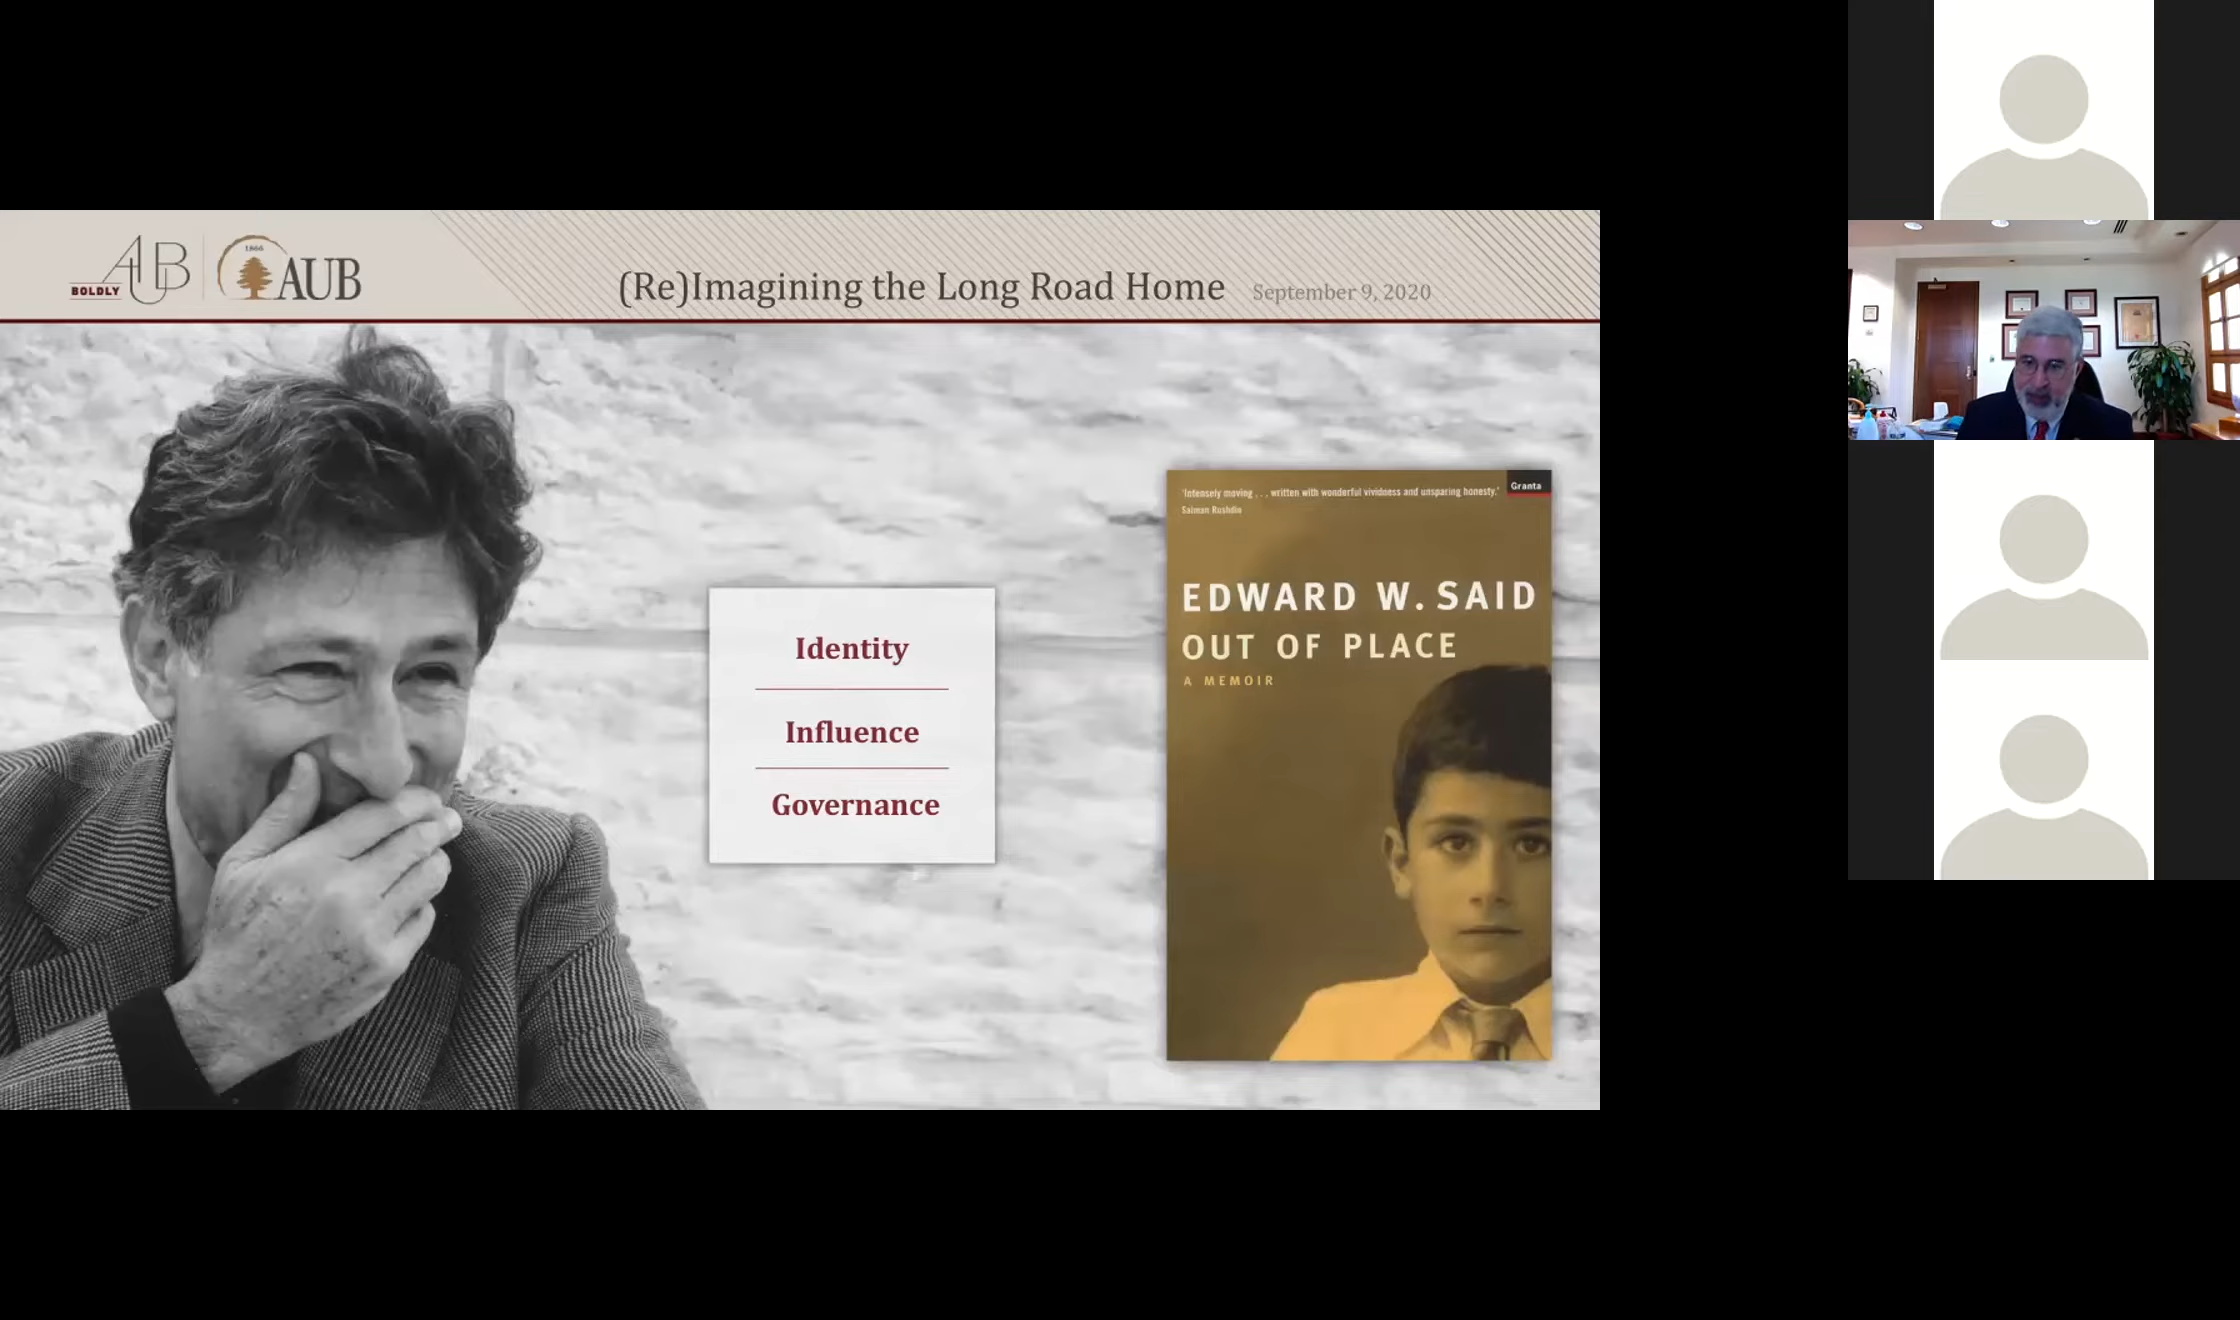 AUB
BOLDLY
1866
AUB
(Re)Imagining the Long Road Home
September 9, 2020
Identity
Influence
Governance
'Intensely moving . . . written with wonderful vividness and unsparing honesty.'
Salman Rushdie
Granta
EDWARD W. SAID
OUT OF PLACE
A MEMOIR